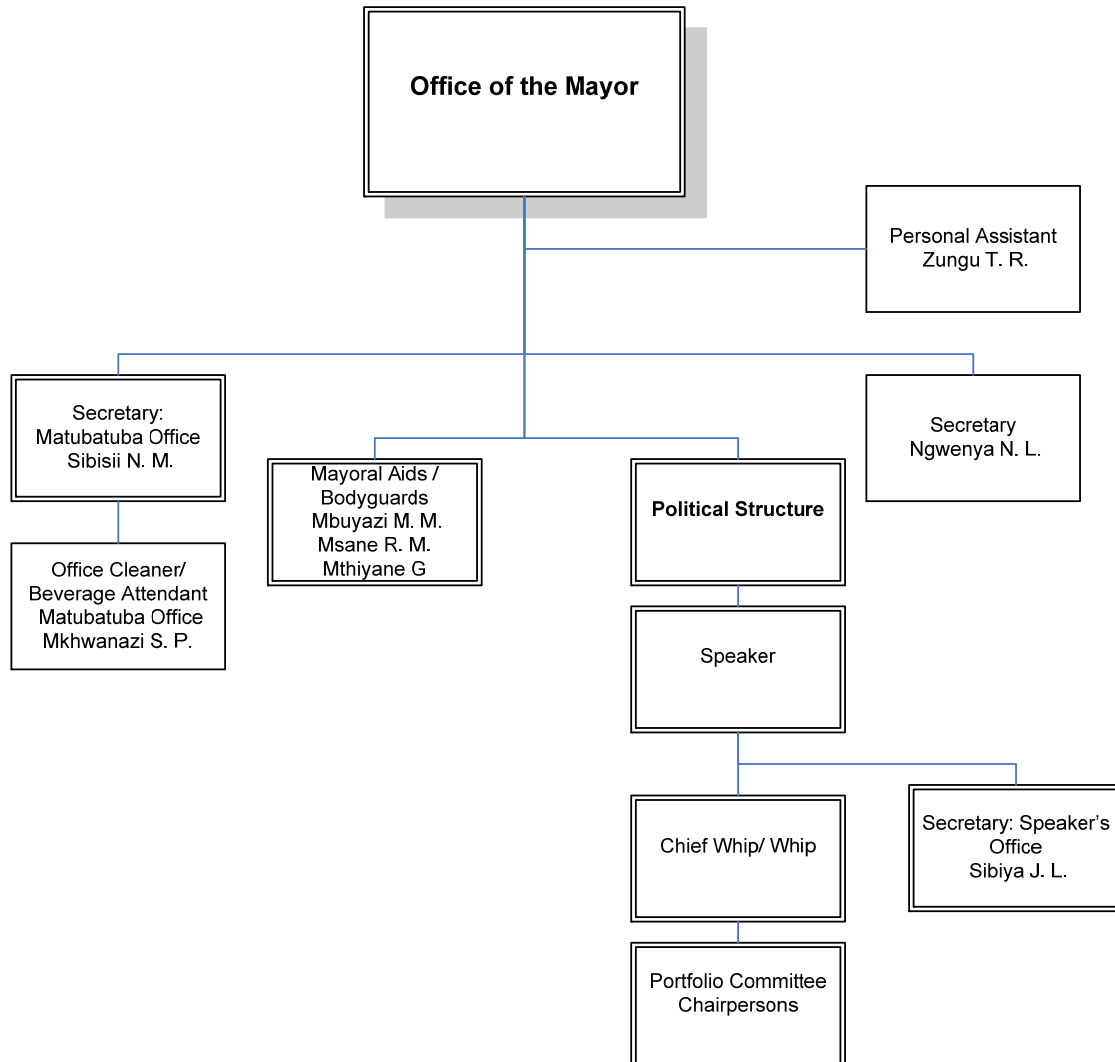 Office of the Mayor
Personal Assistant
Zungu T. R.
Secretary:
Matubatuba Office
Sibisii N. M.
Mayoral Aids /
Bodyguards
Mbuyazi M. M.
Msane R. M.
Mthiyane G
Political Structure
Secretary
Ngwenya N. L.
Office Cleaner/
Beverage Attendant
Matubatuba Office
Mkhwanazi S. P.
Speaker
Chief Whip/ Whip
Secretary: Speaker’s
Office
Sibiya J. L.
Portfolio Committee
Chairpersons